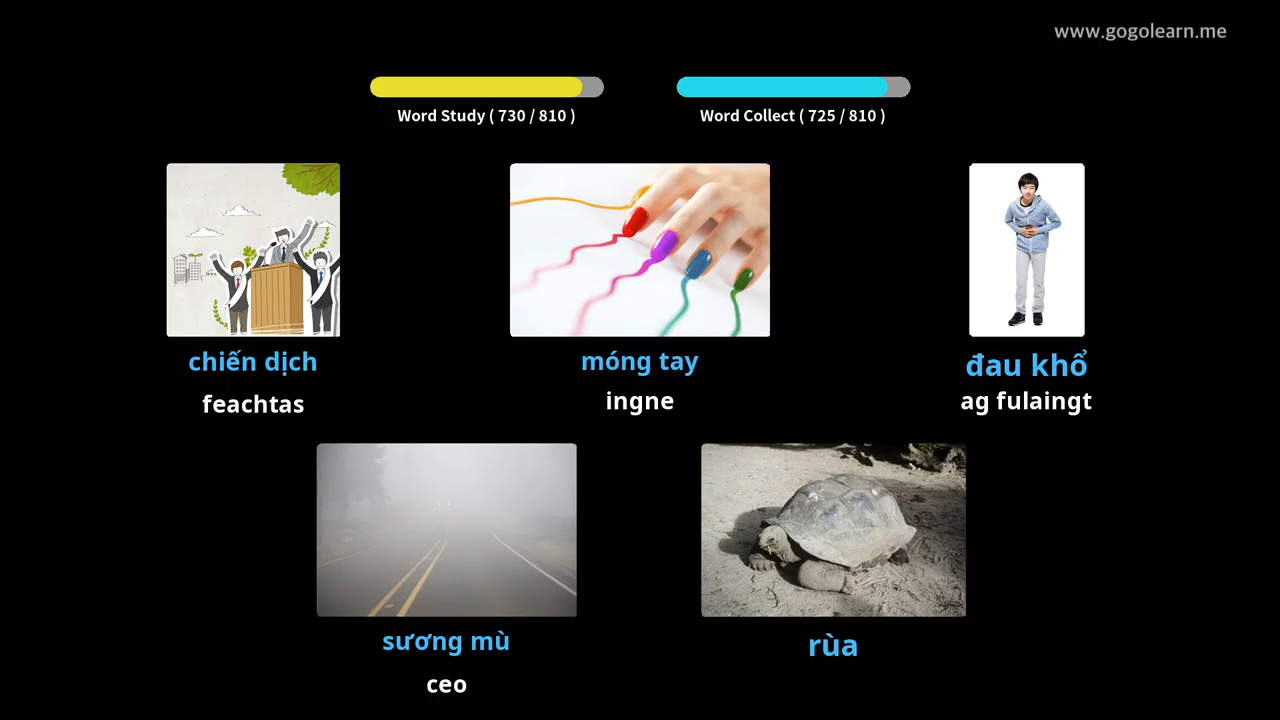 www.gogolearn.me
Word Study ( 730 / 810 )
Word Collect ( 725 / 810 )
chiến dịch
feachtas
móng tay
ingne
đau khổ
ag fulaingt
sương mù
ceo
rùa